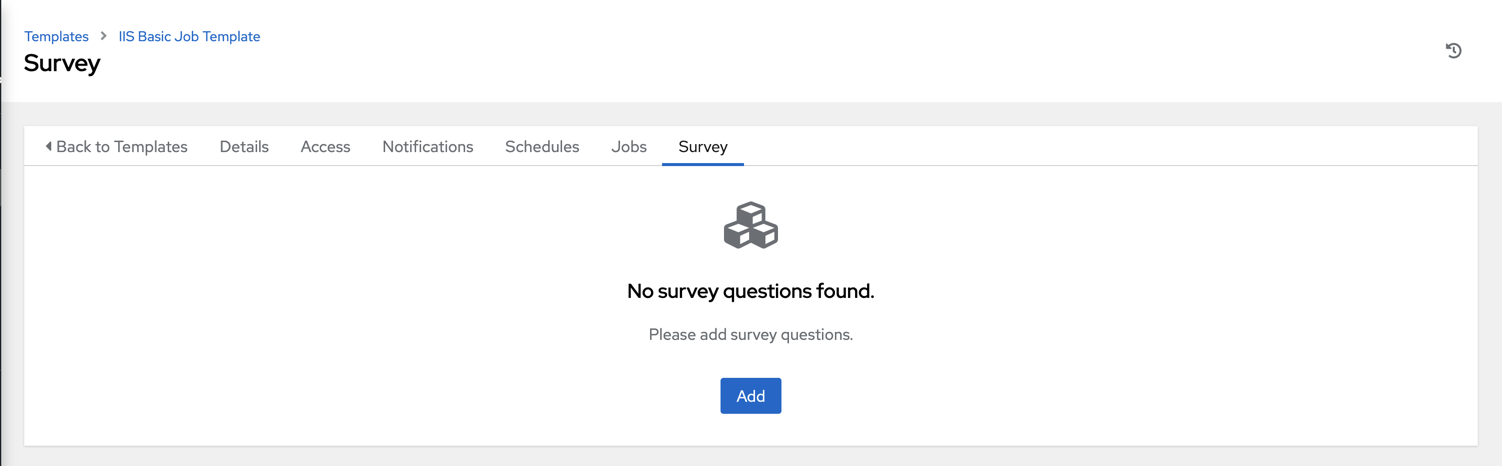 Templates > IIS Basic Job Template
Survey
Back to Templates Details Access Notifications Schedules Jobs Survey
No survey questions found.
Please add survey questions.
Add